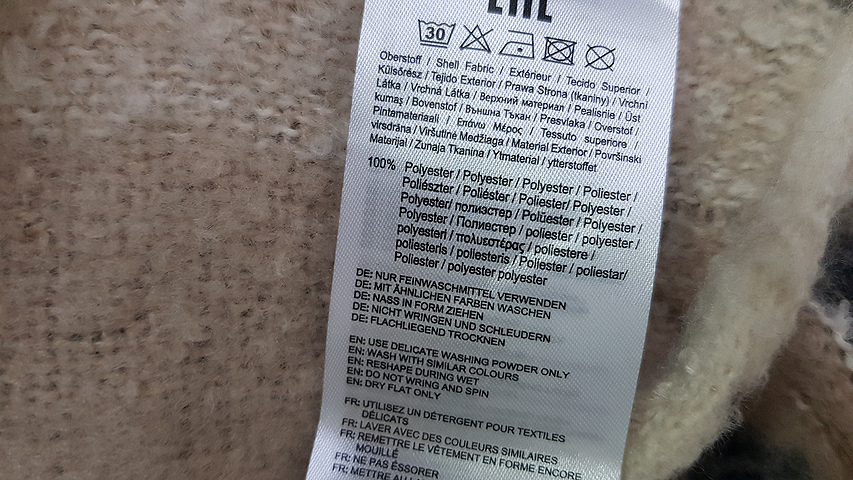 ЕАС
30
Oberstoff / Shell Fabric / Extérieur / Tecido Superior /
Külsőrész / Tejido Exterior / Prawa Strona (tkaniny) / Vrchní
Látka / Vrchná Látka / Верхний материал / Pealisnie / Üst
kumaş / Bovenstof / Външна Тъкан / Presvlaka / Overstof /
Pintamateriaali / Επάνω Μέρος / Tessuto superiore /
virsdrāna / Viršutinė Medžiaga / Material Exterior / Površinski
Materijal / Zunaja Tkanina / Ytmaterial / ytterstoffet
100% Polyester / Polyester / Polyester / Poliester /
Poliészter / Poliéster / Poliester/ Polyester /
Polyester/ полиэстер / Polüester / Polyester /
Polyester / Полиестер / poliester / polyester /
polyesteri / πολυεστέρας / poliestere /
poliesteris / poliesteris / Poliester / poliestar/
Poliester / polyester polyester
DE: NUR FEINWASCHMITTEL VERWENDEN
DE: MIT ÄHNLICHEN FARBEN WASCHEN
DE: NASS IN FORM ZIEHEN
DE: NICHT WRINGEN UND SCHLEUDERN
DE: FLACHLIEGEND TROCKNEN
EN: USE DELICATE WASHING POWDER ONLY
EN: WASH WITH SIMILAR COLOURS
EN: RESHAPE DURING WET
EN: DO NOT WRING AND SPIN
EN: DRY FLAT ONLY
FR: UTILISEZ UN DÉTERGENT POUR TEXTILES
DÉLICATS
FR: LAVER AVEC DES COULEURS SIMILAIRES
FR: REMETTRE LE VÊTEMENT EN FORME ENCORE
MOUILLÉ
FR: NE PAS ÉSSORER
FR: METTRE